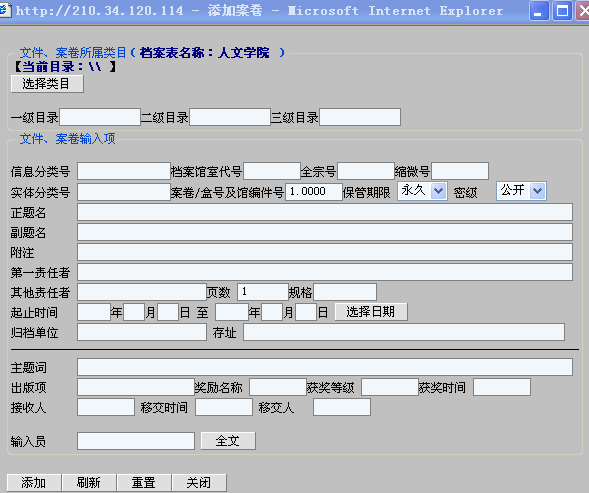 http://210.34.120.114 - 添加案卷 - Microsoft Internet Explorer
文件、案卷所属类目(档案表名称：人文学院 )
【当前目录：\\ 】
选择类目
一级目录 二级目录 三级目录
文件、案卷输入项
信息分类号 档案馆室代号 全宗号 缩微号
实体分类号 案卷/盒号及馆编件号 1.0000 保管期限 永久 密级 公开
正题名
副题名
附注
第一责任者
其他责任者 页数 1 规格
起止时间 年 月 日 至 年 月 日 选择日期
归档单位 存址
主题词
出版项 奖励名称 获奖等级 获奖时间
接收人 移交时间 移交人
输入员 全文
添加 刷新 重置 关闭